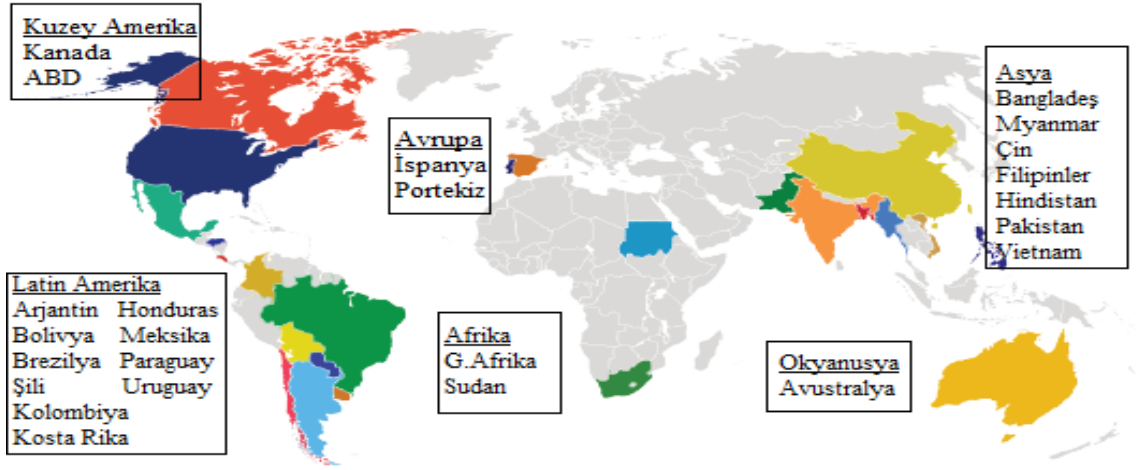 Kuzey Amerika
Kanada
ABD
Avrupa
İspanya
Portekiz
Asya
Bangladeş
Myanmar
Çin
Filipinler
Hindistan
Pakistan
Vietnam
Latin Amerika
Arjantin Honduras
Bolivya Meksika
Brezilya Paraguay
Şili Uruguay
Kolombiya
Kosta Rika
Afrika
G.Afrika
Sudan
Okyanusya
Avustralya